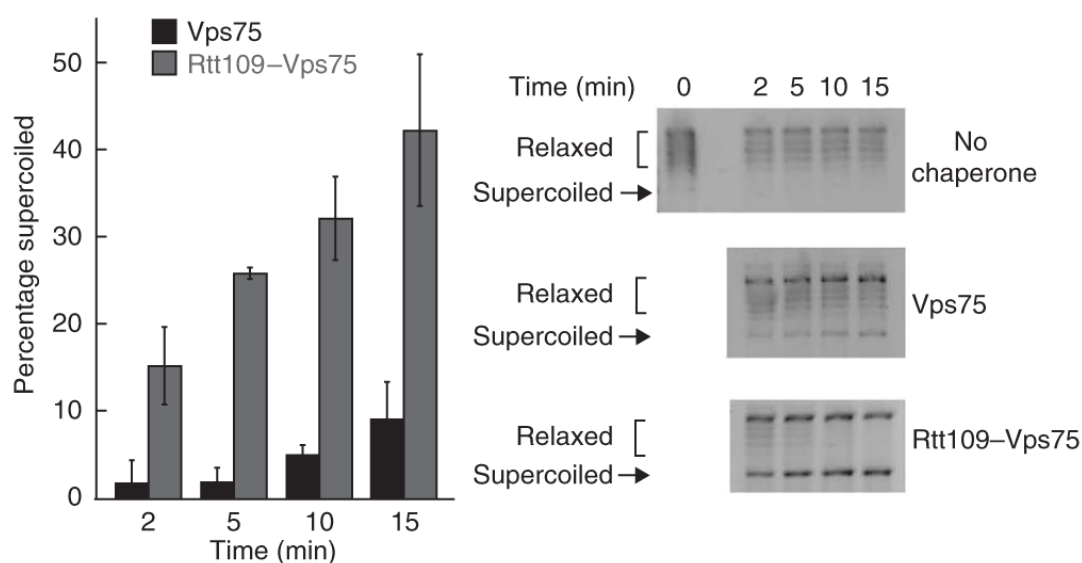 Vps75
Rtt109–Vps75
50
40
30
20
10
0
Percentage supercoiled
2 5 10 15
Time (min)
Time (min) 0 2 5 10 15
Relaxed
Supercoiled
No
chaperone
Relaxed
Supercoiled
Vps75
Relaxed
Supercoiled
Rtt109–Vps75